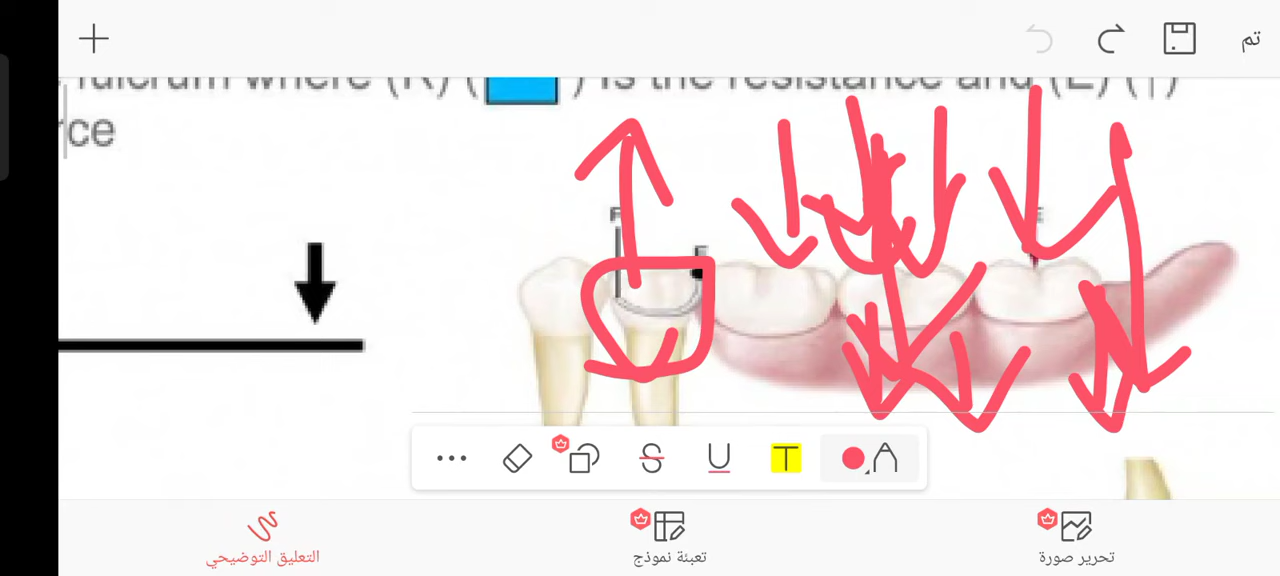 تم
fulcrum where (R) ( ) Is the resistance and (E) (↑)
rce
F
E
T
التعليق التوضيحي
تعبئة نموذج
تحرير صورة